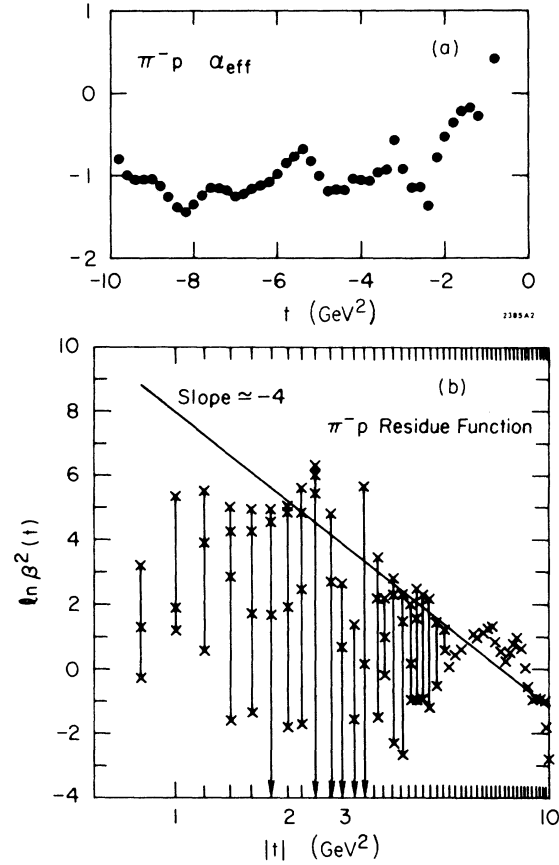 1
0
-1
-2
(a)
π⁻p α_eff
-10 -8 -6 -4 -2 0
t (GeV²)
2385A2
10
8
6
4
2
0
-2
-4
ℓn β²(t)
(b)
Slope ≃ -4
π⁻p Residue Function
1 2 3 10
|t| (GeV²)